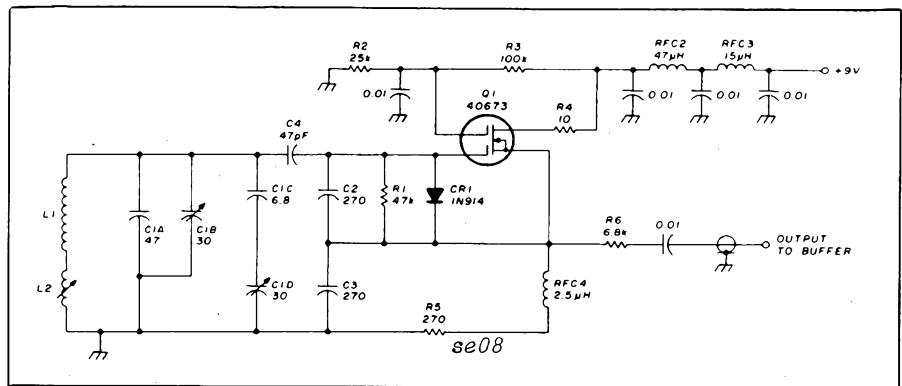 R2
25k
R3
100k
RFC2
47µH
RFC3
15µH
+9V
0.01
Q1
40673
R4
10
0.01
0.01
0.01
C4
47pF
L1
C1A
47
C1B
30
C1C
6.8
C2
270
R1
47k
CR1
1N914
R6
6.8k
0.01
OUTPUT
TO BUFFER
L2
C1D
30
C3
270
R5
270
RFC4
2.5µH
se08